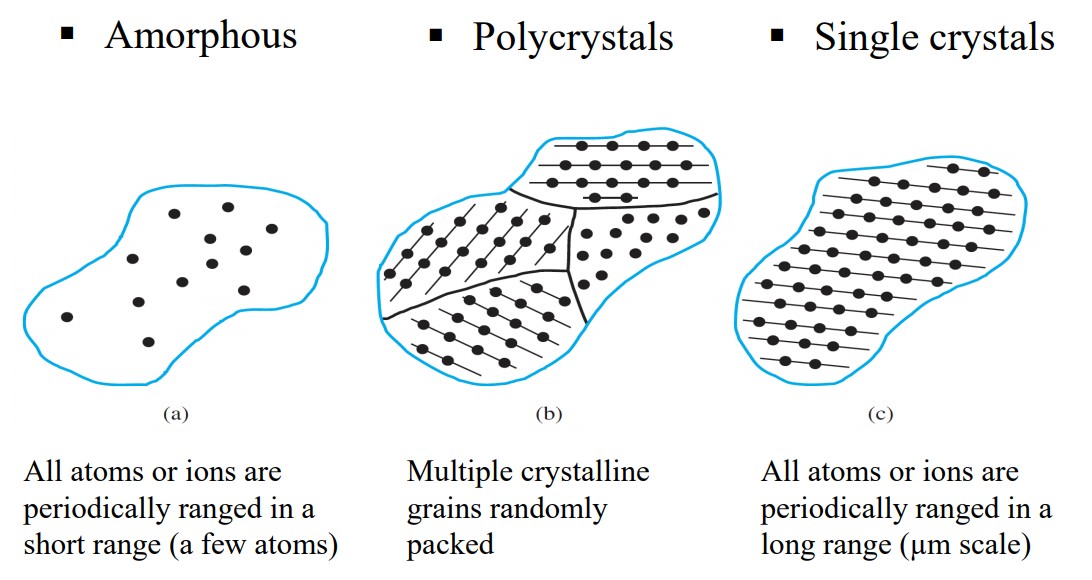 ▪ Amorphous
▪ Polycrystals
▪ Single crystals
(a)
(b)
(c)
All atoms or ions are
periodically ranged in a
short range (a few atoms)
Multiple crystalline
grains randomly
packed
All atoms or ions are
periodically ranged in a
long range (μm scale)